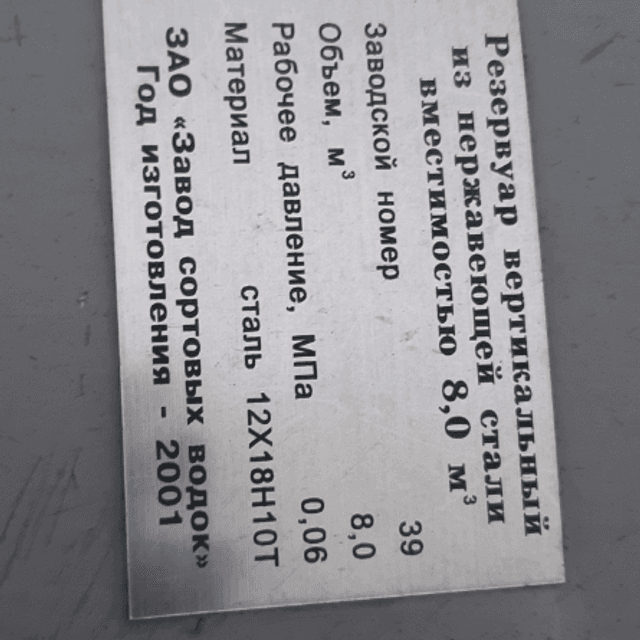 Резервуар вертикальный
из нержавеющей стали
вместимостью 8,0 м³
Заводской номер 39
Объем, м³ 8,0
Рабочее давление, МПа 0,06
Материал сталь 12Х18Н10Т
ЗАО «Завод сортовых водок»
Год изготовления - 2001